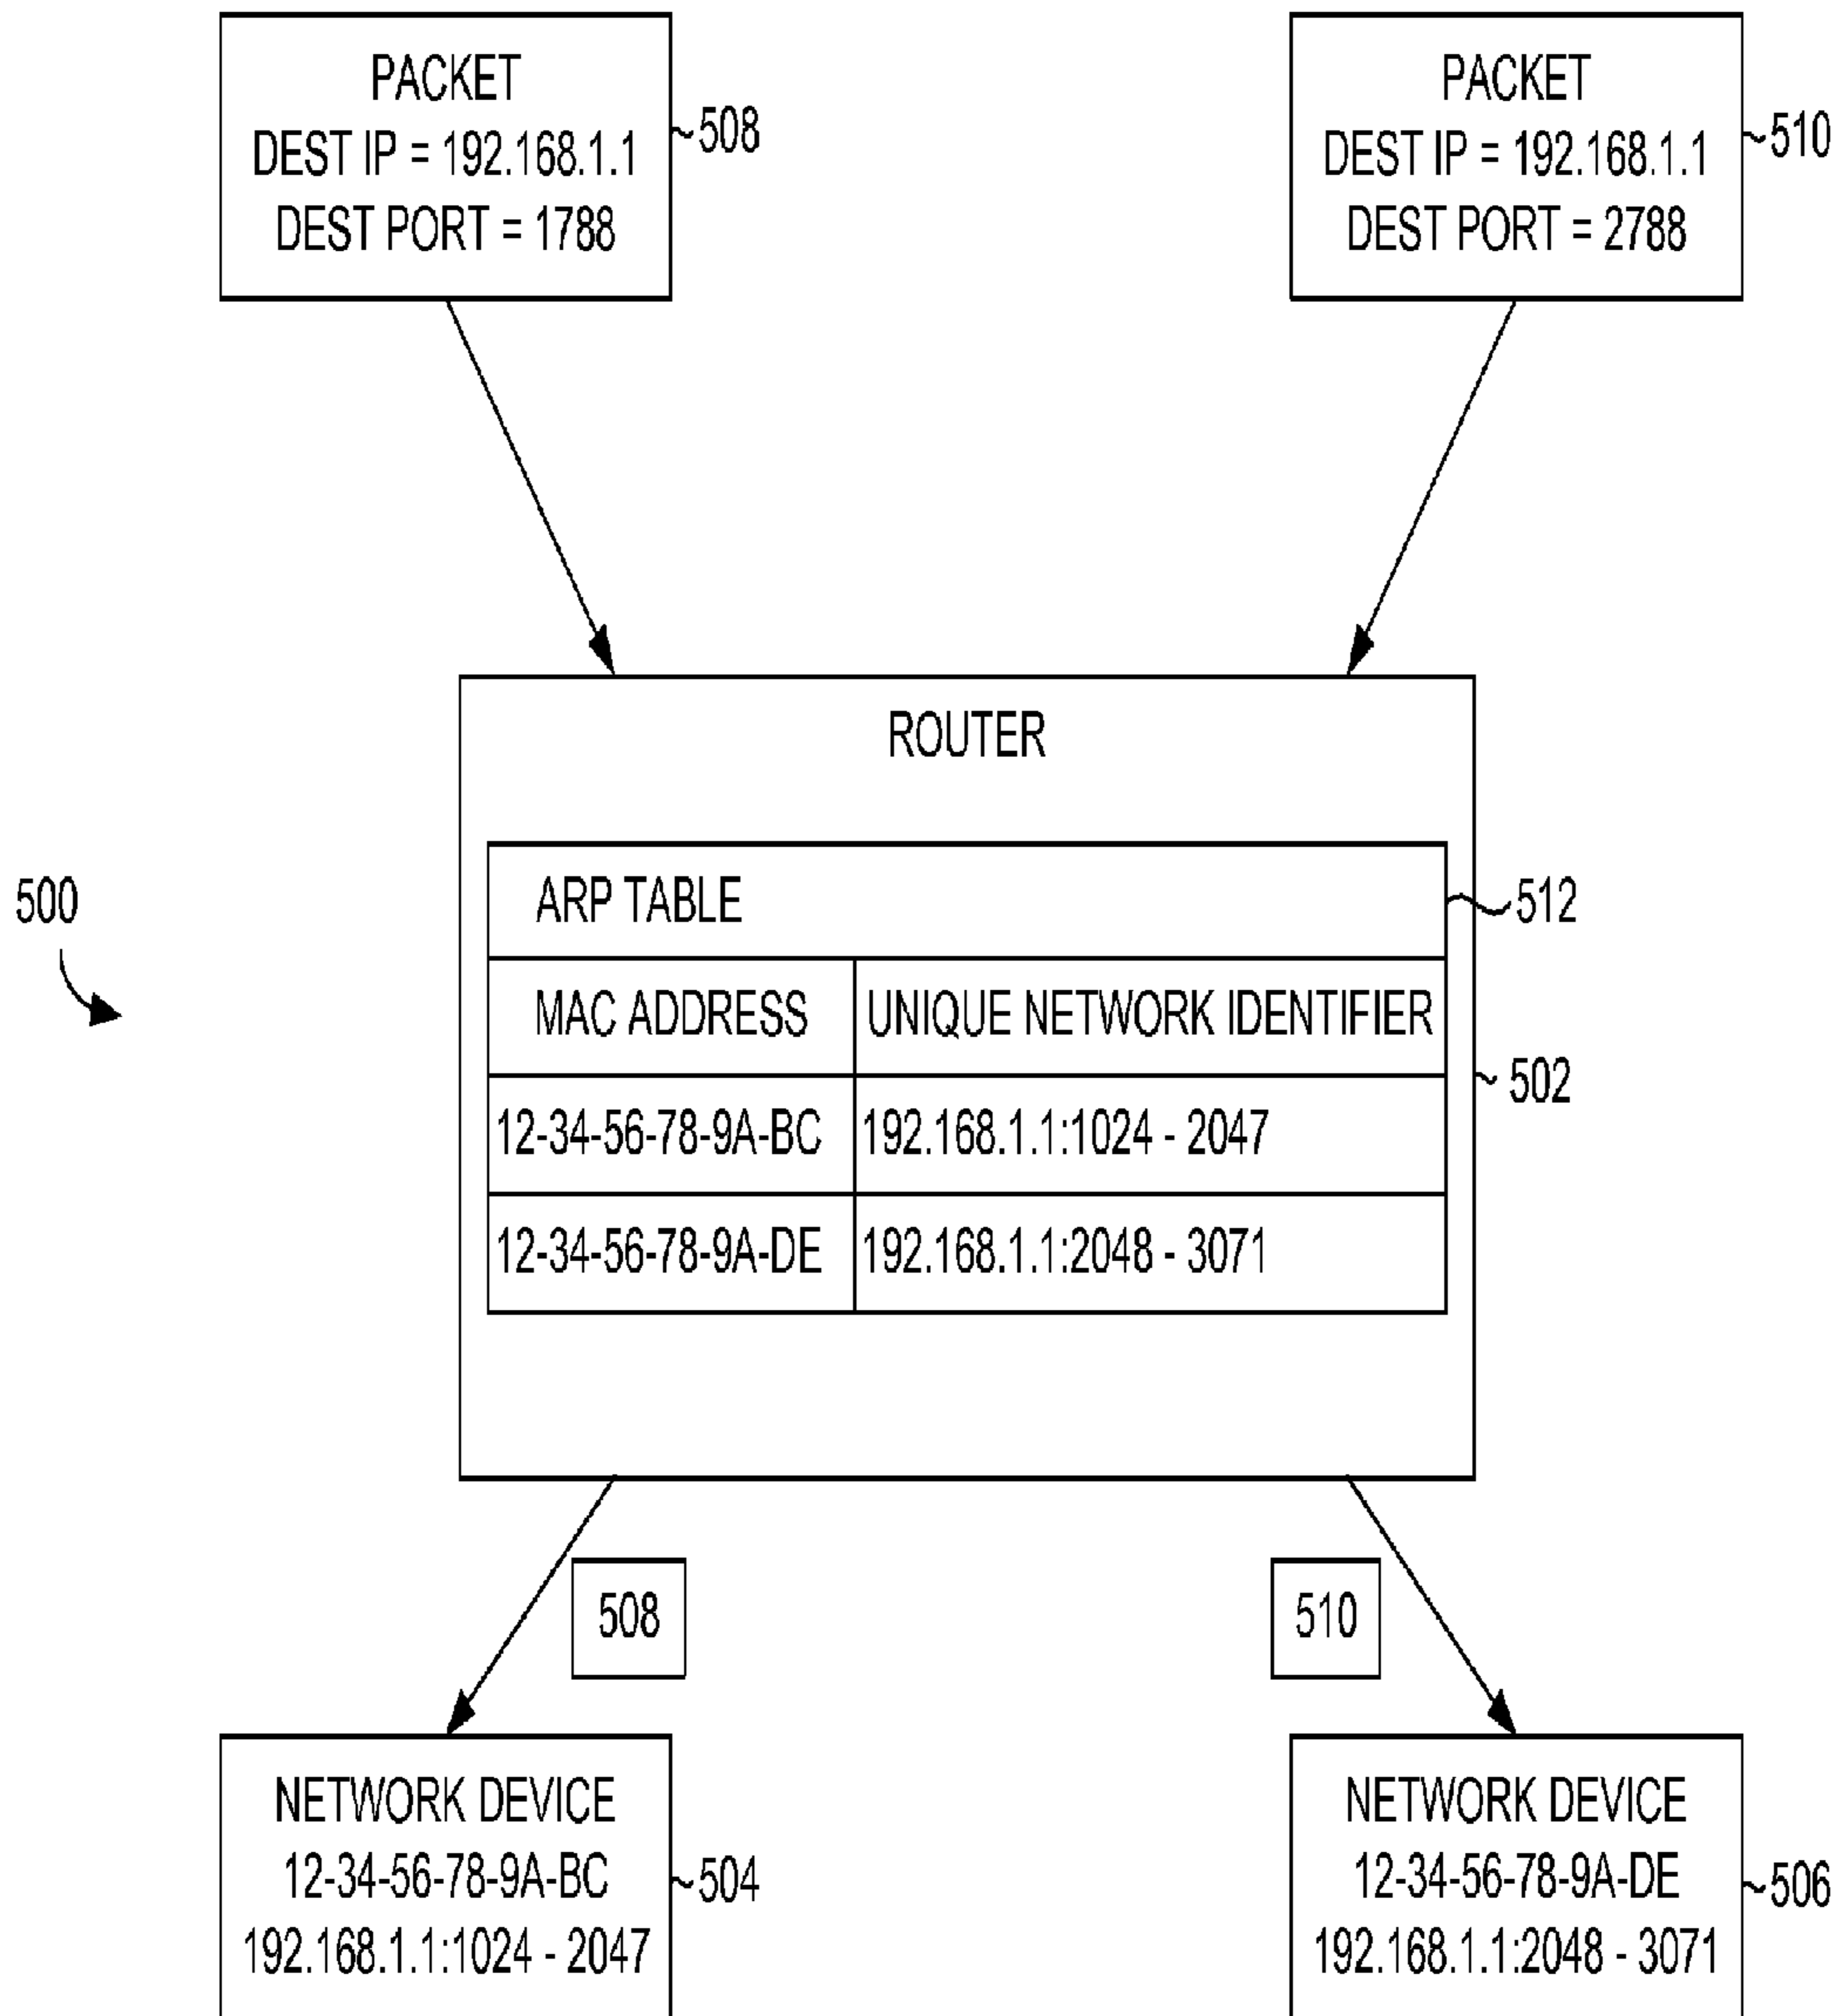 PACKET
DEST IP = 192.168.1.1
DEST PORT = 1788
508
PACKET
DEST IP = 192.168.1.1
DEST PORT = 2788
510
500
ROUTER
ARP TABLE
512
MAC ADDRESS UNIQUE NETWORK IDENTIFIER
502
12-34-56-78-9A-BC 192.168.1.1:1024 - 2047
12-34-56-78-9A-DE 192.168.1.1:2048 - 3071
508
510
NETWORK DEVICE
12-34-56-78-9A-BC
192.168.1.1:1024 - 2047
504
NETWORK DEVICE
12-34-56-78-9A-DE
192.168.1.1:2048 - 3071
506